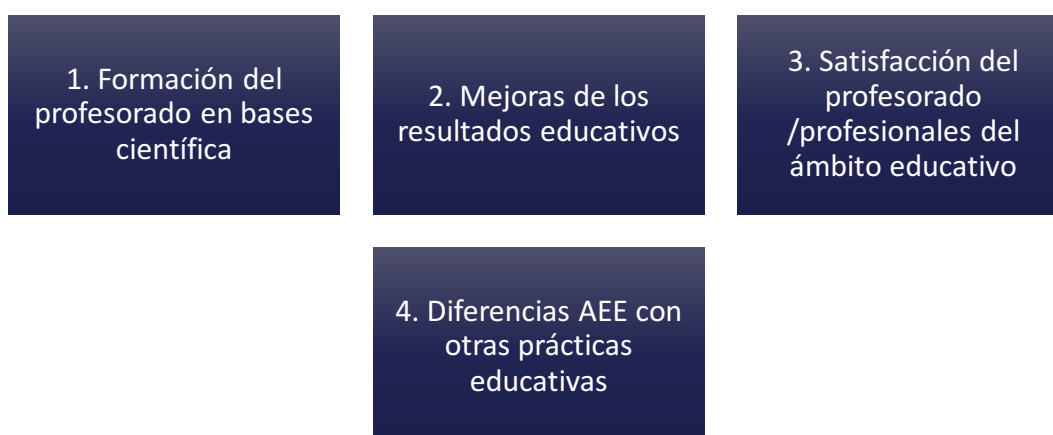 1. Formación del
profesorado en bases
científica
2. Mejoras de los
resultados educativos
3. Satisfacción del
profesorado
/profesionales del
ámbito educativo
4. Diferencias AEE con
otras prácticas
educativas